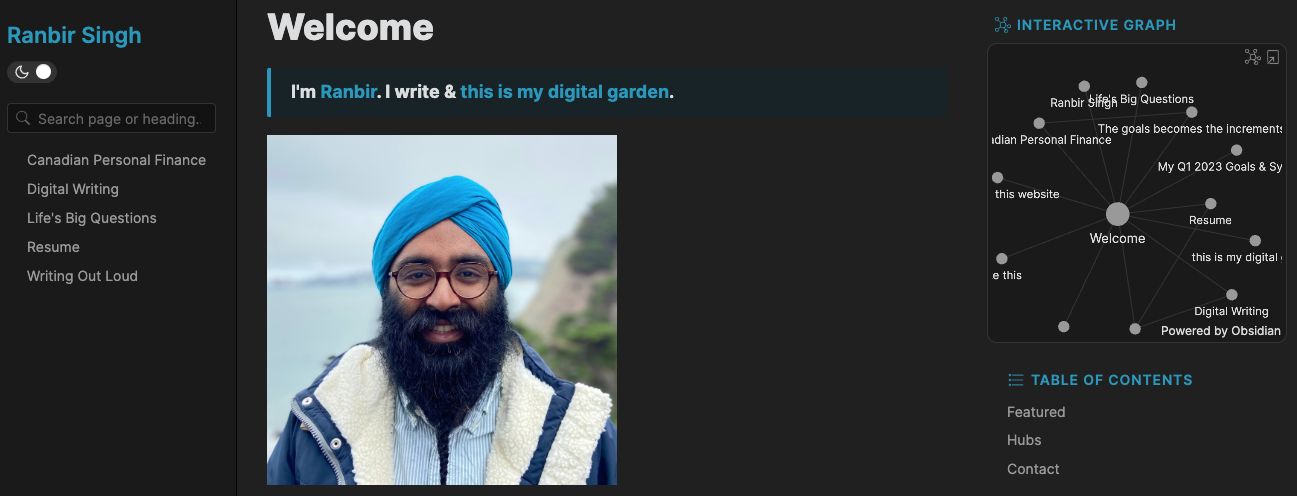 Ranbir Singh
Search page or heading..
Canadian Personal Finance
Digital Writing
Life's Big Questions
Resume
Writing Out Loud
Welcome
I'm Ranbir. I write & this is my digital garden.
INTERACTIVE GRAPH
Ranbir Singh
Life's Big Questions
The goals becomes the increments
adian Personal Finance
My Q1 2023 Goals & Sy
this website
Resume
Welcome
this is my digital
e this
Digital Writing
Powered by Obsidian
TABLE OF CONTENTS
Featured
Hubs
Contact